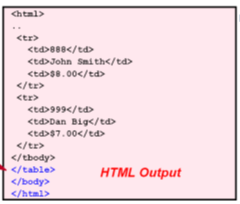 <html>
..
<tr>
<td>888</td>
<td>John Smith</td>
<td>$8.00</td>
</tr>
<tr>
<td>999</td>
<td>Dan Big</td>
<td>$7.00</td>
</tr>
</tbody>
</table>
</body>
</html>
HTML Output